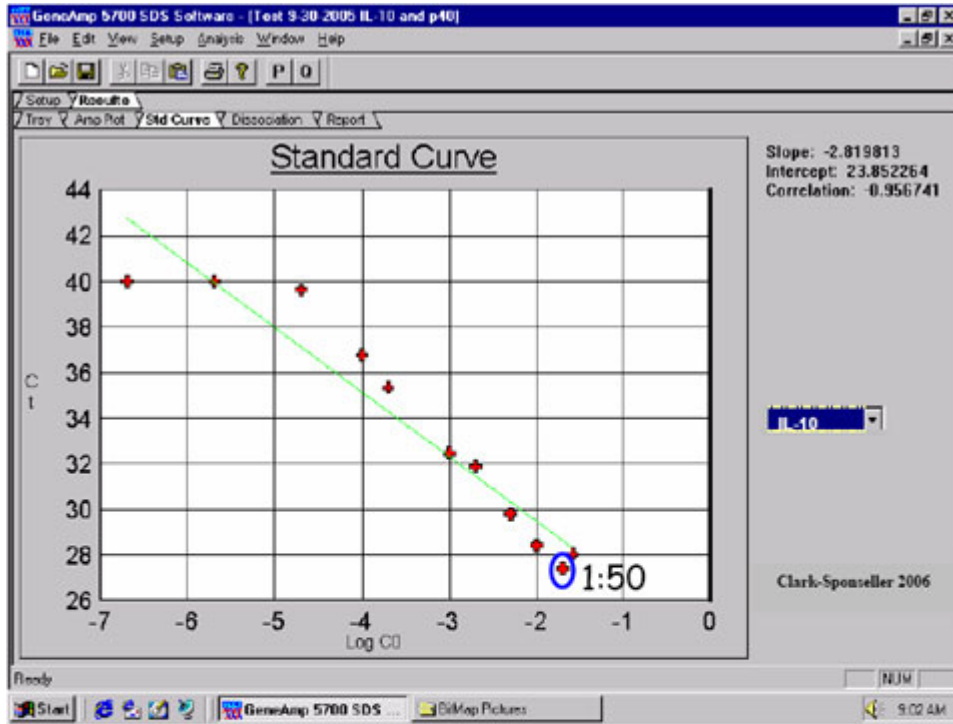 GeneAmp 5700 SDS Software - [Test 9-30-2005 IL-10 and p40]
File Edit View Setup Analysis Window Help
P O
Setup Results
Tray Amp Plot Std Curve Dissociation Report
Standard Curve
Slope: -2.819813
Intercept: 23.852264
Correlation: -0.956741
44
42
40
38
36
34
32
30
28
26
Ct
-7 -6 -5 -4 -3 -2 -1 0
Log C0
1:50
IL-10
Clark-Sponseller 2006
Ready NUM
Start GeneAmp 5700 SDS ... BitMap Pictures 9:02 AM